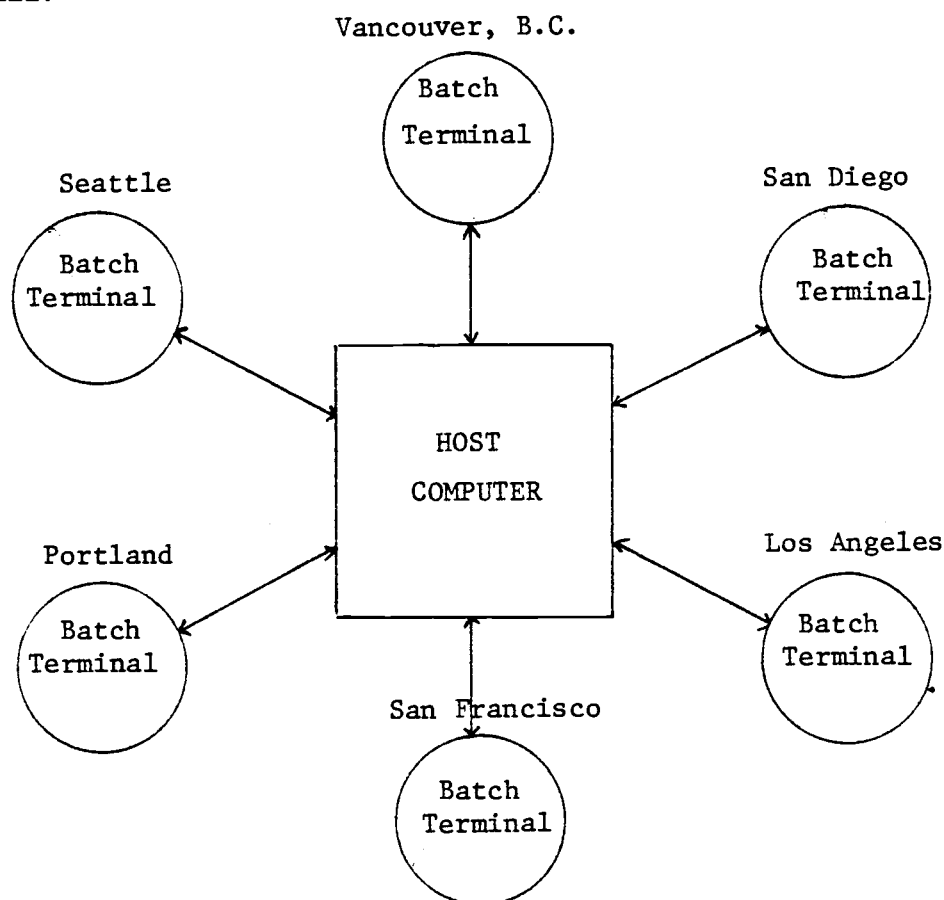 Vancouver, B.C.
Batch
Terminal
Seattle
Batch
Terminal
San Diego
Batch
Terminal
HOST
COMPUTER
Portland
Batch
Terminal
Los Angeles
Batch
Terminal
San Francisco
Batch
Terminal